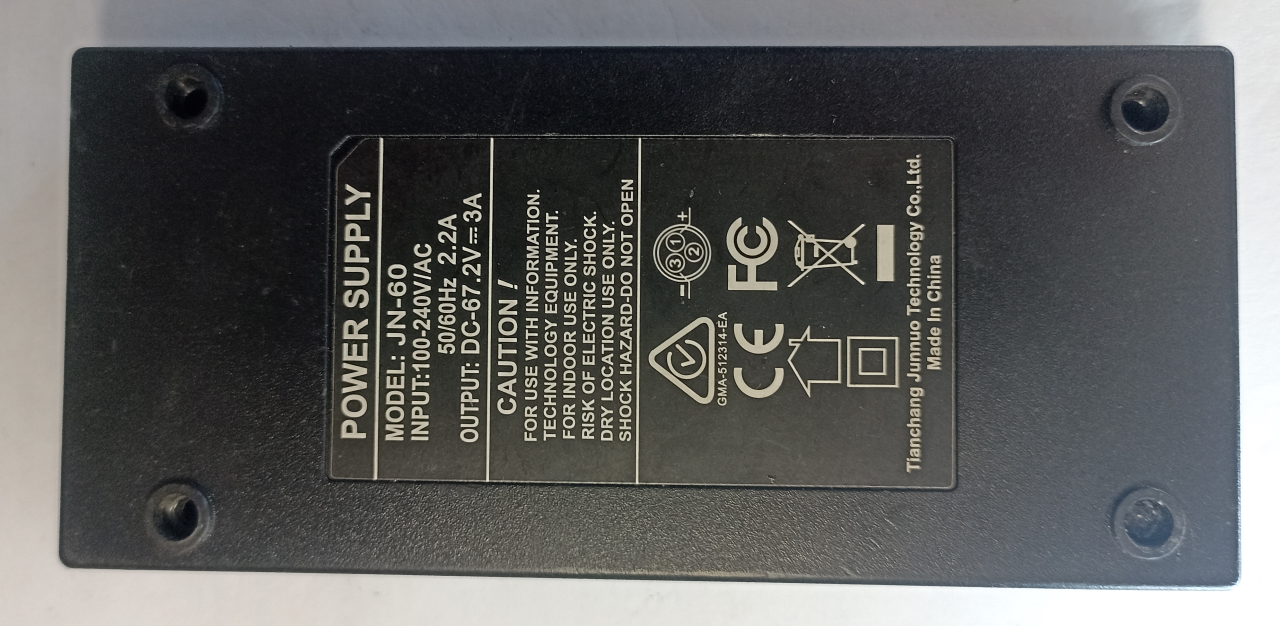 POWER SUPPLY
MODEL: JN-60
INPUT:100-240V/AC
50/60Hz 2.2A
OUTPUT: DC-67.2V⎓3A
CAUTION !
FOR USE WITH INFORMATION.
TECHNOLOGY EQUIPMENT.
FOR INDOOR USE ONLY.
RISK OF ELECTRIC SHOCK.
DRY LOCATION USE ONLY.
SHOCK HAZARD-DO NOT OPEN
3 1 2
− +
GMA-512314-EA
CE FC
Tianchang Junnuo Technology Co.,Ltd.
Made In China